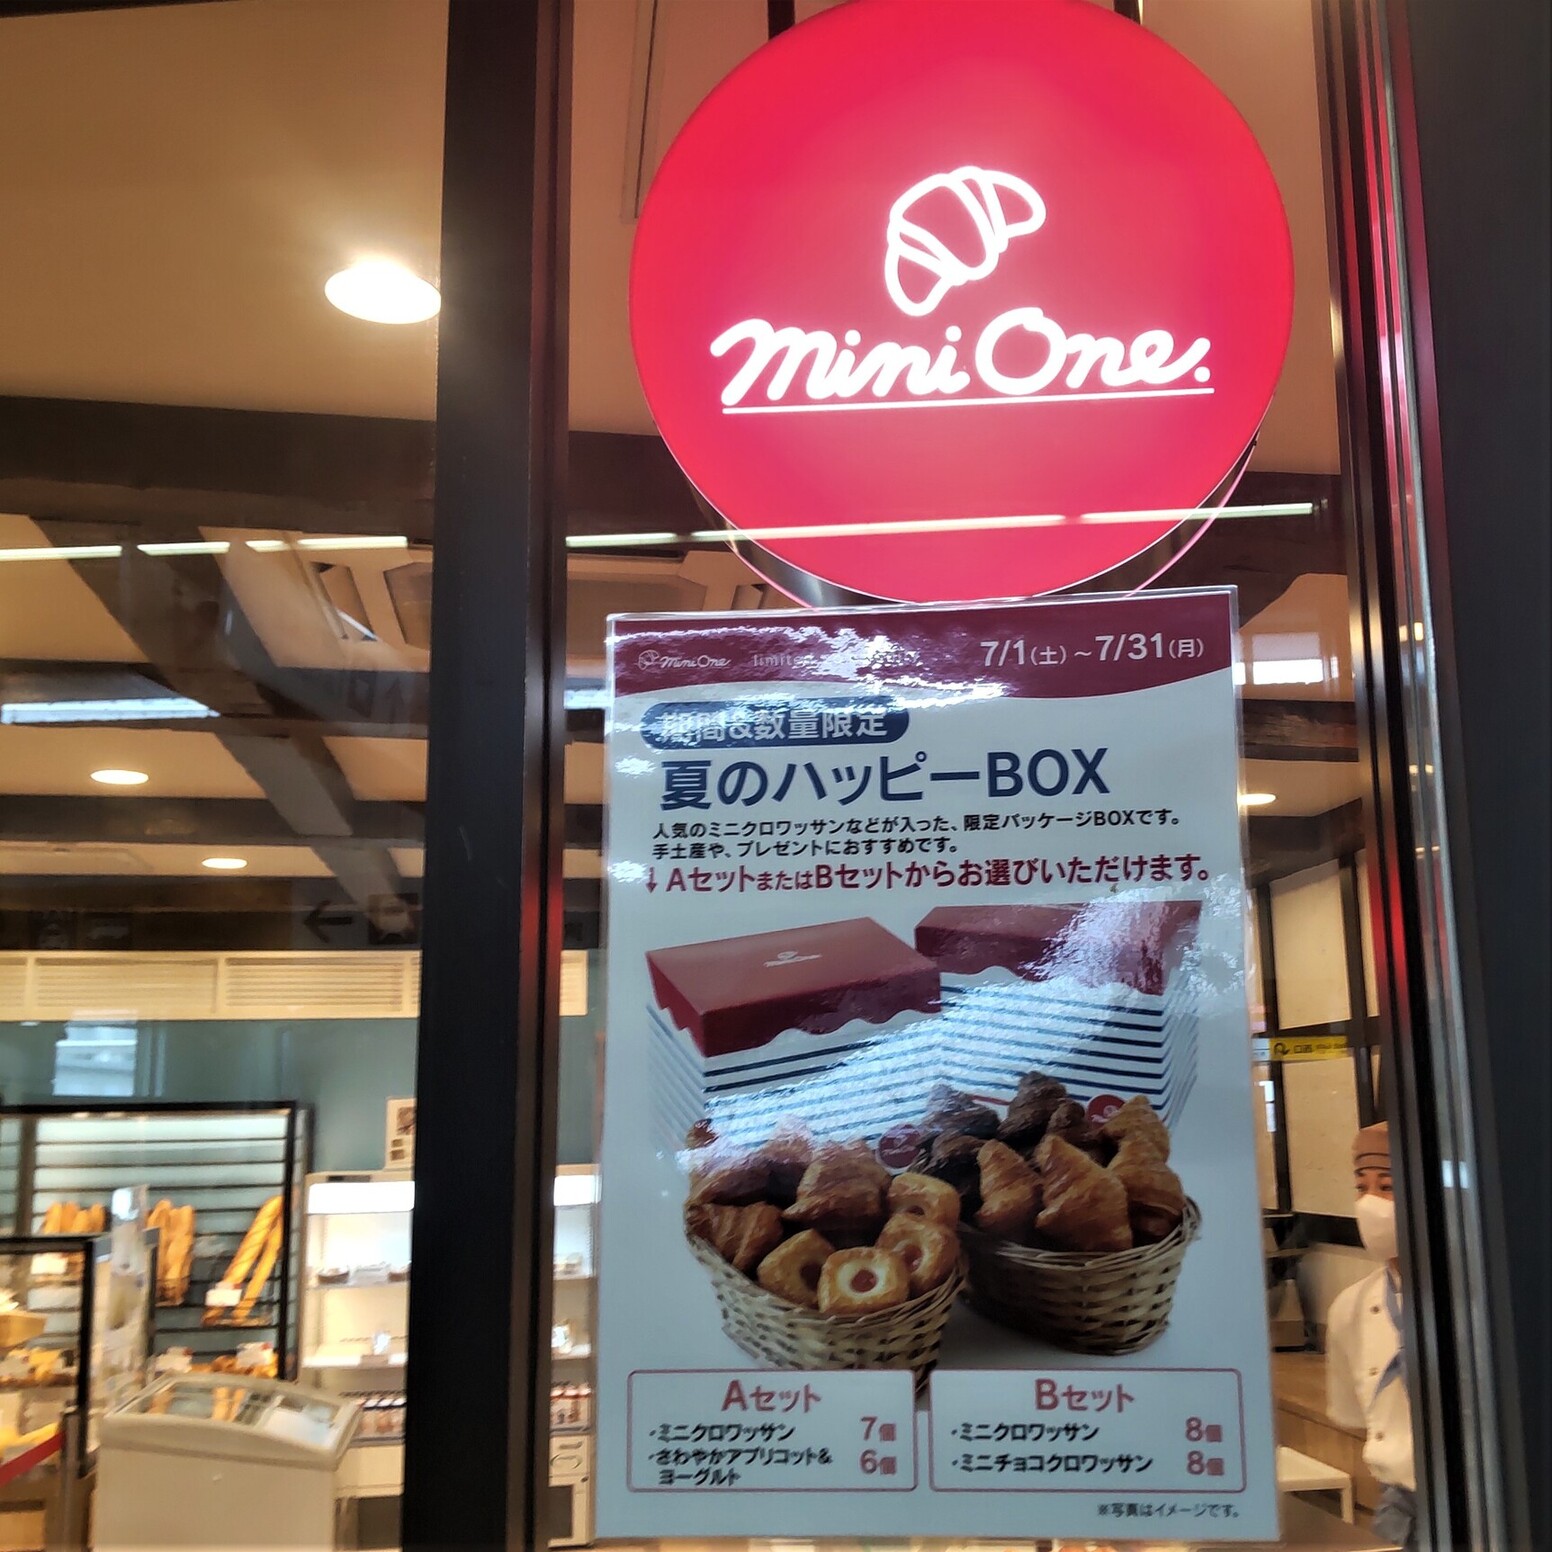 mini One.
mini One limited
7/1(土)~7/31(月)
期間&数量限定
夏のハッピーBOX
人気のミニクロワッサンなどが入った、限定パッケージBOXです。
手土産や、プレゼントにおすすめです。
↓AセットまたはBセットからお選びいただけます。
Aセット
・ミニクロワッサン 7個
・さわやかアプリコット& 6個
ヨーグルト
Bセット
・ミニクロワッサン 8個
・ミニチョコクロワッサン 8個
※写真はイメージです。